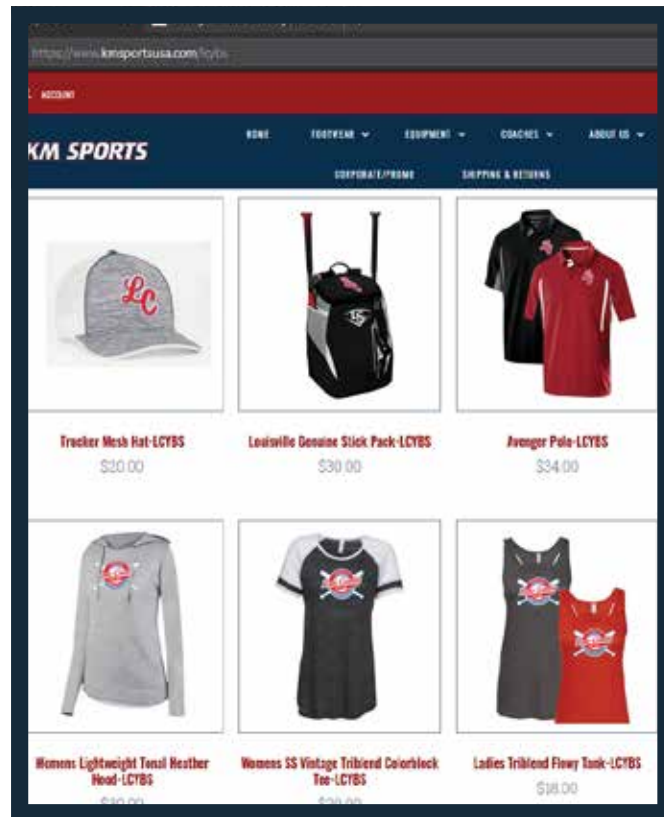 https://www.kmsportsusa.com/lcybs
ACCOUNT
KM SPORTS
HOME FOOTWEAR EQUIPMENT COACHES ABOUT US
CORPORATE/PROMO SHIPPING & RETURNS
LC
LS
Trucker Mesh Hat-LCYBS
Louisville Genuine Stick Pack-LCYBS
Avenger Polo-LCYBS
$20.00
$30.00
$34.00
Womens Lightweight Tonal Heather
Hood-LCYBS
Womens SS Vintage Triblend Colorblock
Tee-LCYBS
Ladies Triblend Flowy Tank-LCYBS
$18.00